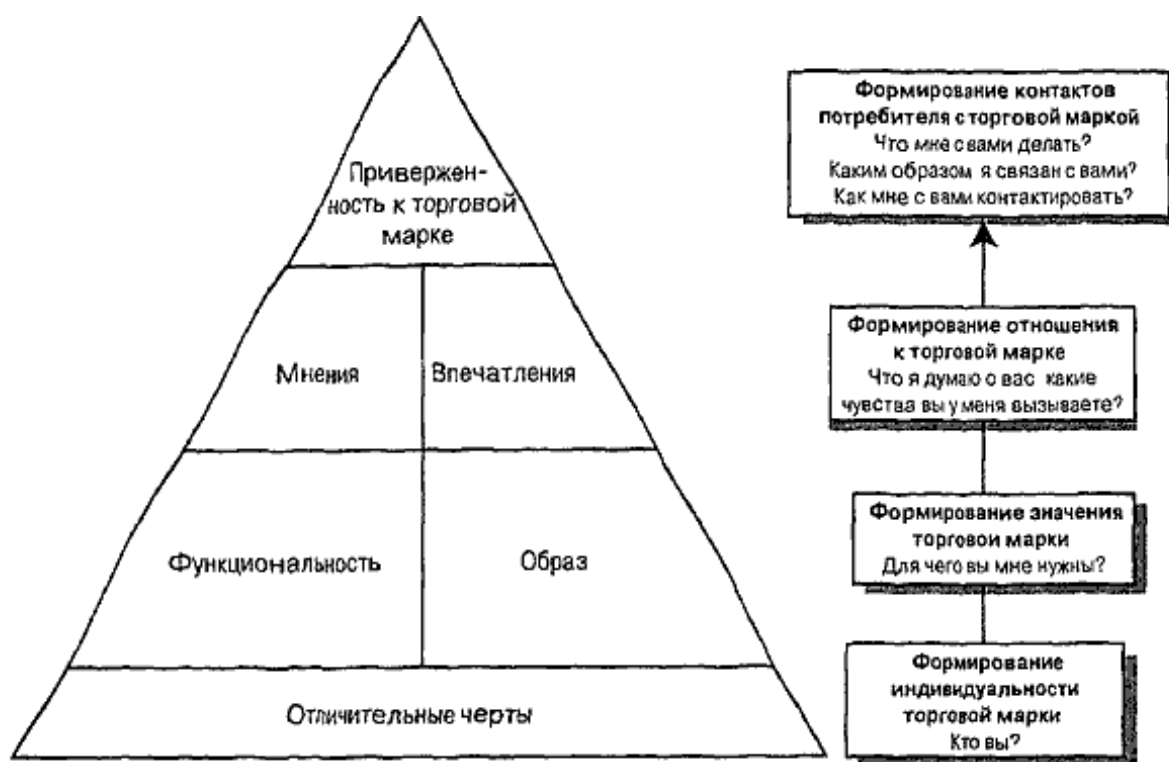 Привержен-
ность к торговой
марке
Мнения
Впечатления
Функциональность
Образ
Отличительные черты
Формирование контактов
потребителя с торговой маркой
Что мне с вами делать?
Каким образом я связан с вами?
Как мне с вами контактировать?
Формирование отношения
к торговой марке
Что я думаю о вас какие
чувства вы у меня вызываете?
Формирование значения
торговои марки
Для чего вы мне нужны?
Формирование
индивидуальности
торговой марки
Кто вы?